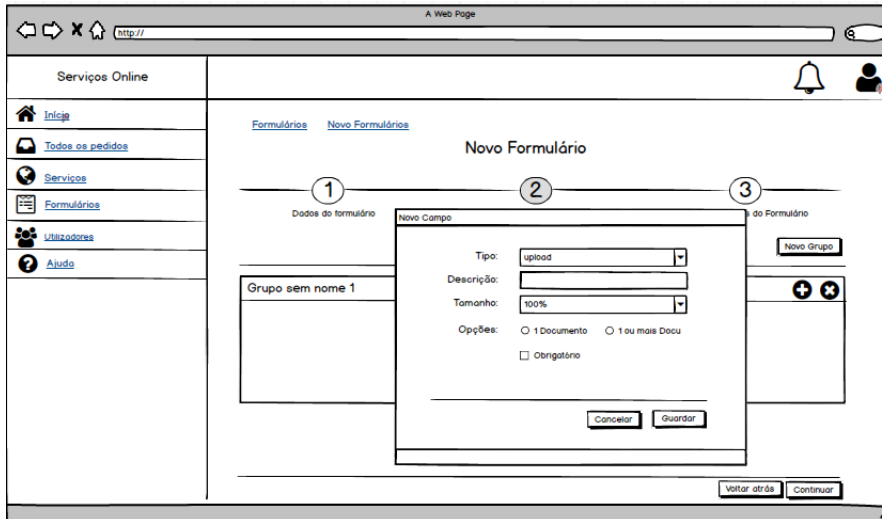 A Web Page
http://
Serviços Online
Início
Todos os pedidos
Serviços
Formulários
Utilizadores
Ajuda
Formulários Novo Formulários
Novo Formulário
1 2 3
Dados do formulário
s do Formulário
Novo Grupo
Grupo sem nome 1
Novo Campo
Tipo: upload
Descrição:
Tamanho: 100%
Opções: 1 Documento 1 ou mais Docu
Obrigatório
Cancelar Guardar
Voltar atrás Continuar